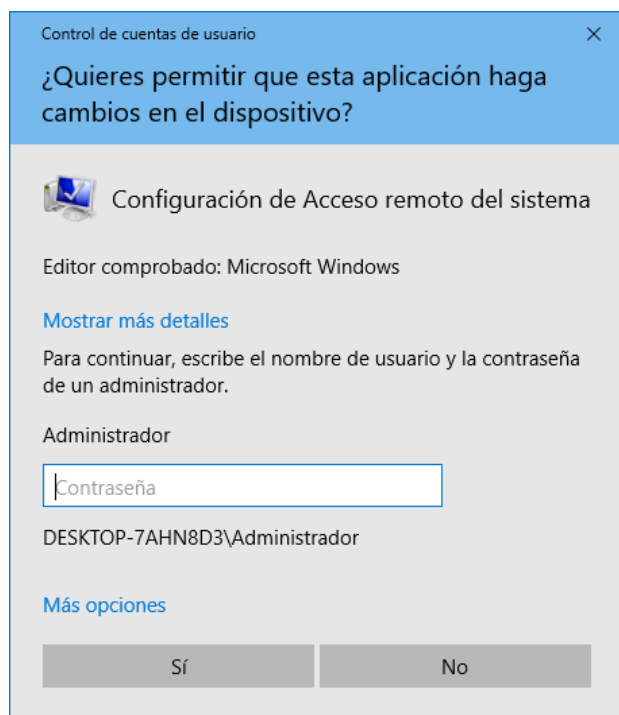 Control de cuentas de usuario
¿Quieres permitir que esta aplicación haga
cambios en el dispositivo?
Configuración de Acceso remoto del sistema
Editor comprobado: Microsoft Windows
Mostrar más detalles
Para continuar, escribe el nombre de usuario y la contraseña
de un administrador.
Administrador
Contraseña
DESKTOP-7AHN8D3\Administrador
Más opciones
Sí
No